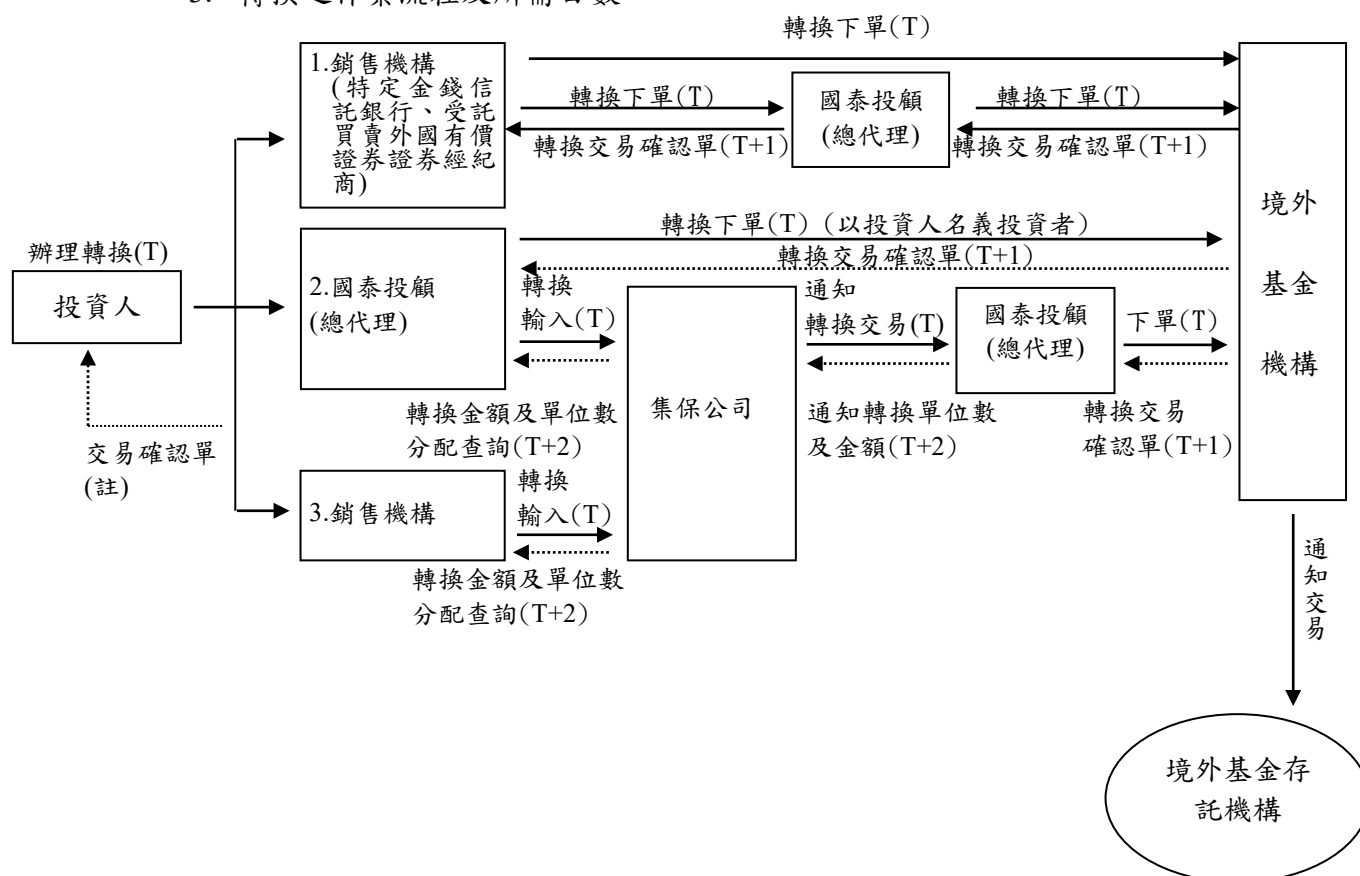 轉換下單(T)
1.銷售機構
(特定金錢信
託銀行、受託
買賣外國有價
證券證券經紀
商)
轉換下單(T)
轉換交易確認單(T+1)
國泰投顧
(總代理)
轉換下單(T)
轉換交易確認單(T+1)
境外
基金
機構
辦理轉換(T)
投資人
交易確認單
(註)
轉換下單(T)（以投資人名義投資者）
轉換交易確認單(T+1)
2.國泰投顧
(總代理)
轉換
輸入(T)
轉換金額及單位數
分配查詢(T+2)
集保公司
通知
轉換交易(T)
通知轉換單位數
及金額(T+2)
國泰投顧
(總代理)
下單(T)
轉換交易
確認單(T+1)
3.銷售機構
轉換
輸入(T)
轉換金額及單位數
分配查詢(T+2)
通
知
交
易
境外基金存
託機構